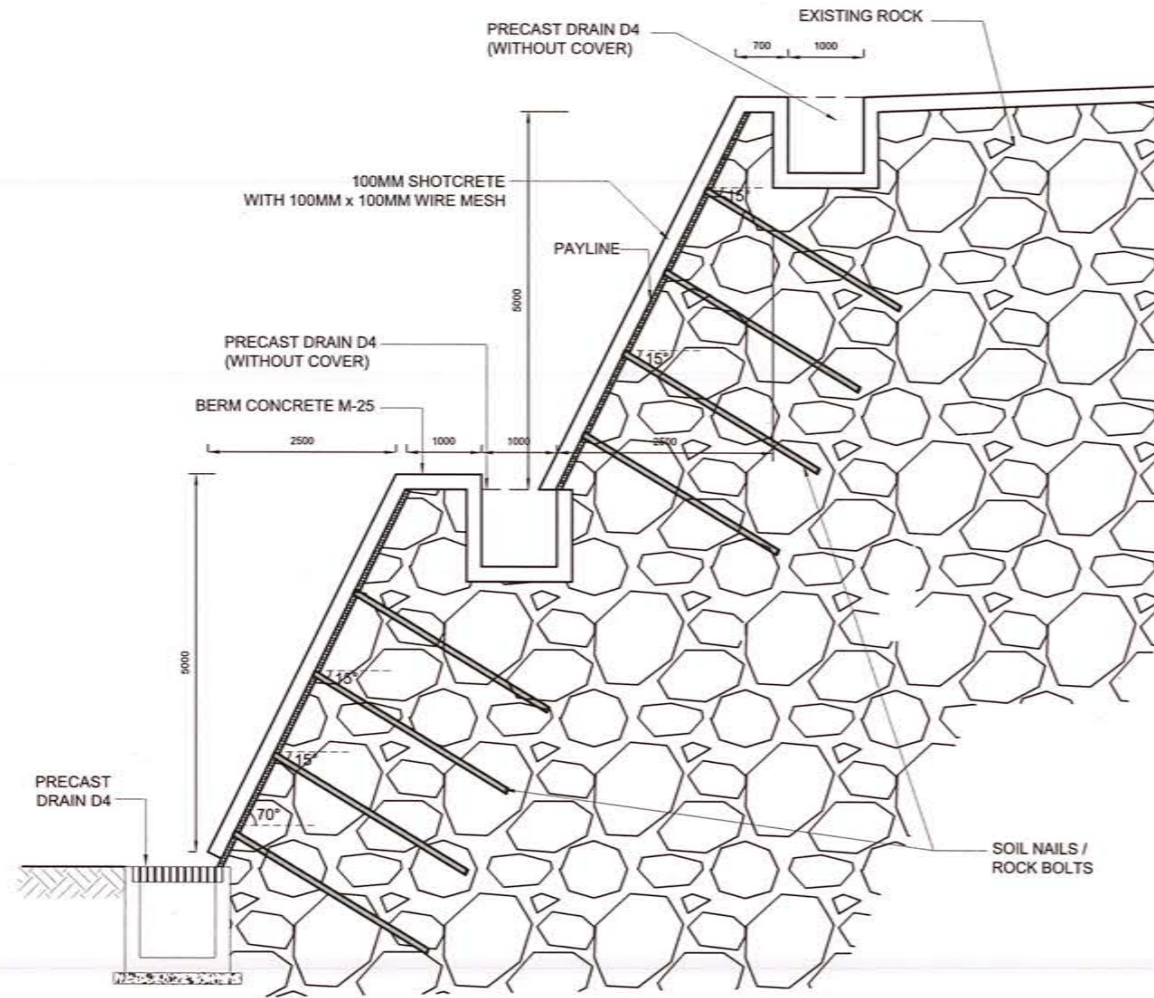 PRECAST DRAIN D4
(WITHOUT COVER)
EXISTING ROCK
700
1000
100MM SHOTCRETE
WITH 100MM x 100MM WIRE MESH
15°
PAYLINE
5000
PRECAST DRAIN D4
(WITHOUT COVER)
15°
BERM CONCRETE M-25
2500
1000
1000
2500
5000
15°
15°
PRECAST
DRAIN D4
70°
SOIL NAILS /
ROCK BOLTS